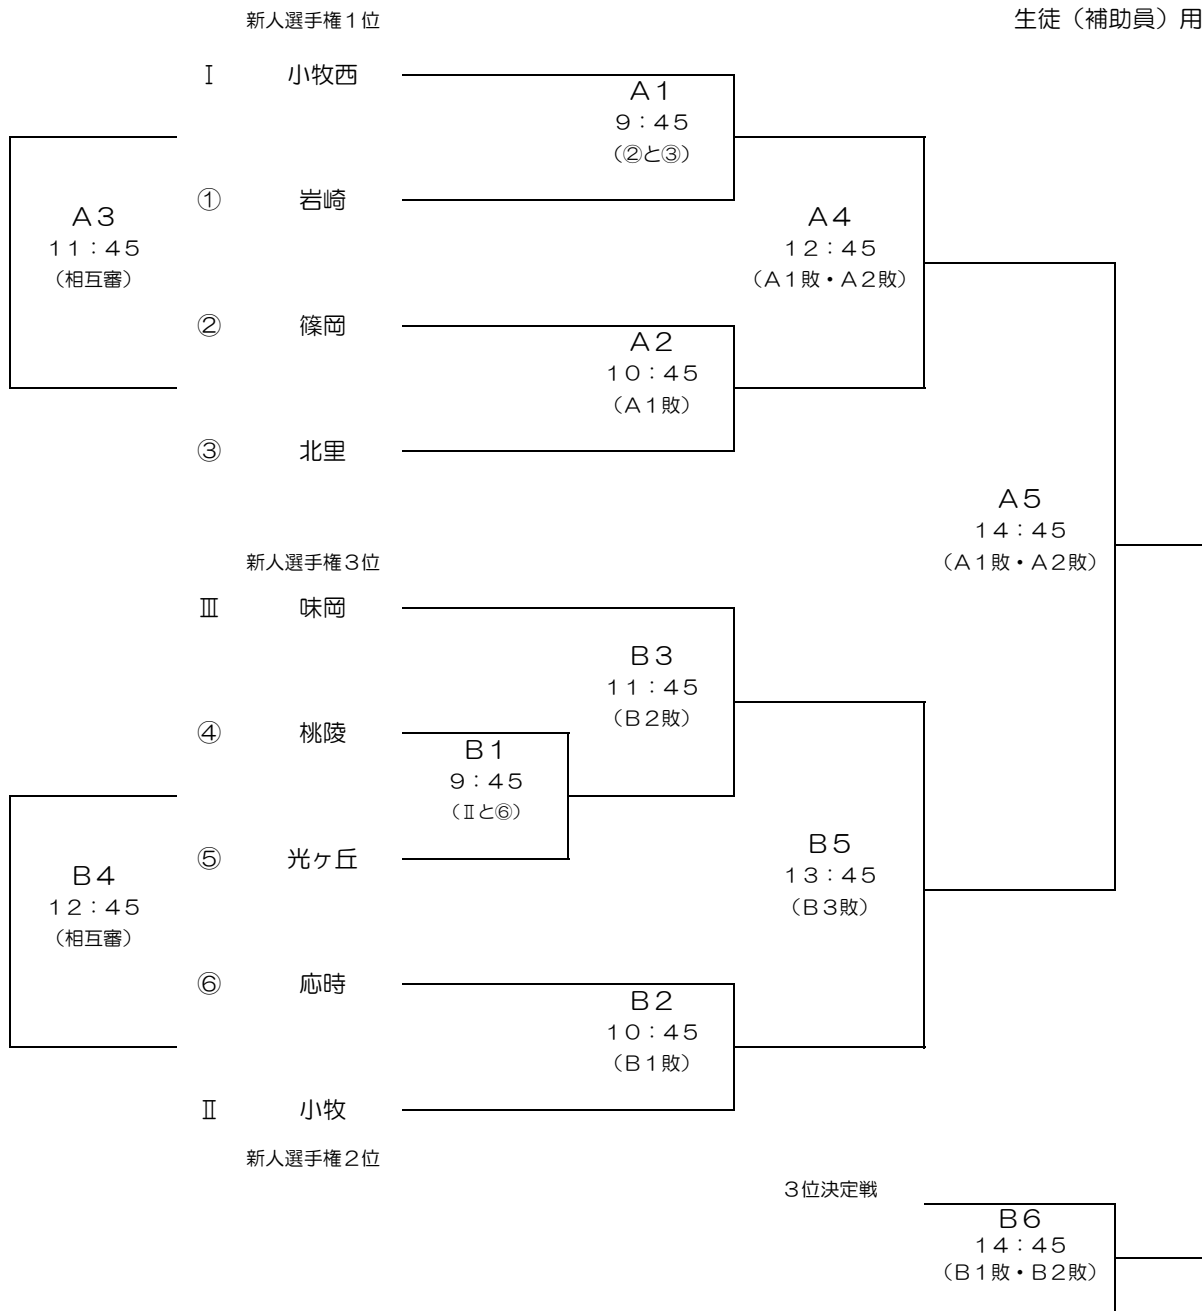 新人選手権１位
生徒（補助員）用
Ⅰ 小牧西
Ａ１
９：４５
（②と③）
① 岩崎
Ａ３
１１：４５
（相互審）
Ａ４
１２：４５
（Ａ１敗・Ａ２敗）
② 篠岡
Ａ２
１０：４５
（Ａ１敗）
③ 北里
Ａ５
１４：４５
（Ａ１敗・Ａ２敗）
新人選手権３位
Ⅲ 味岡
Ｂ３
１１：４５
（Ｂ２敗）
④ 桃陵
Ｂ１
９：４５
（Ⅱと⑥）
⑤ 光ヶ丘
Ｂ４
１２：４５
（相互審）
Ｂ５
１３：４５
（Ｂ３敗）
⑥ 応時
Ｂ２
１０：４５
（Ｂ１敗）
Ⅱ 小牧
新人選手権２位
３位決定戦
Ｂ６
１４：４５
（Ｂ１敗・Ｂ２敗）